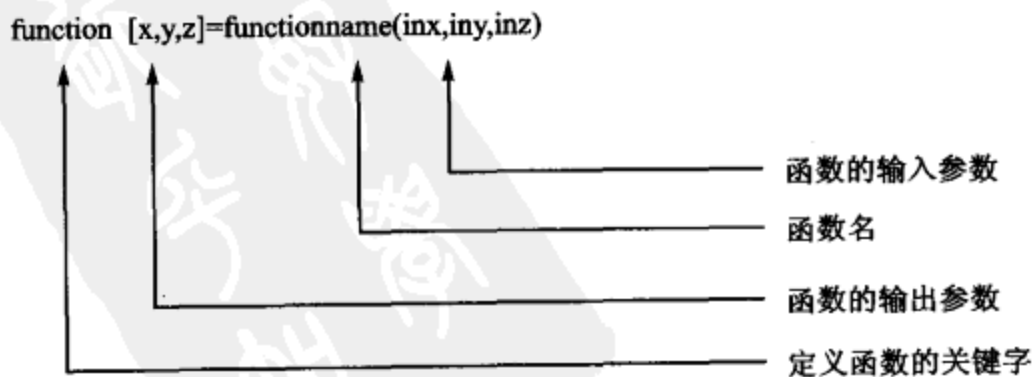 function [x,y,z]=functionname(inx,iny,inz)
函数的输入参数
函数名
函数的输出参数
定义函数的关键字